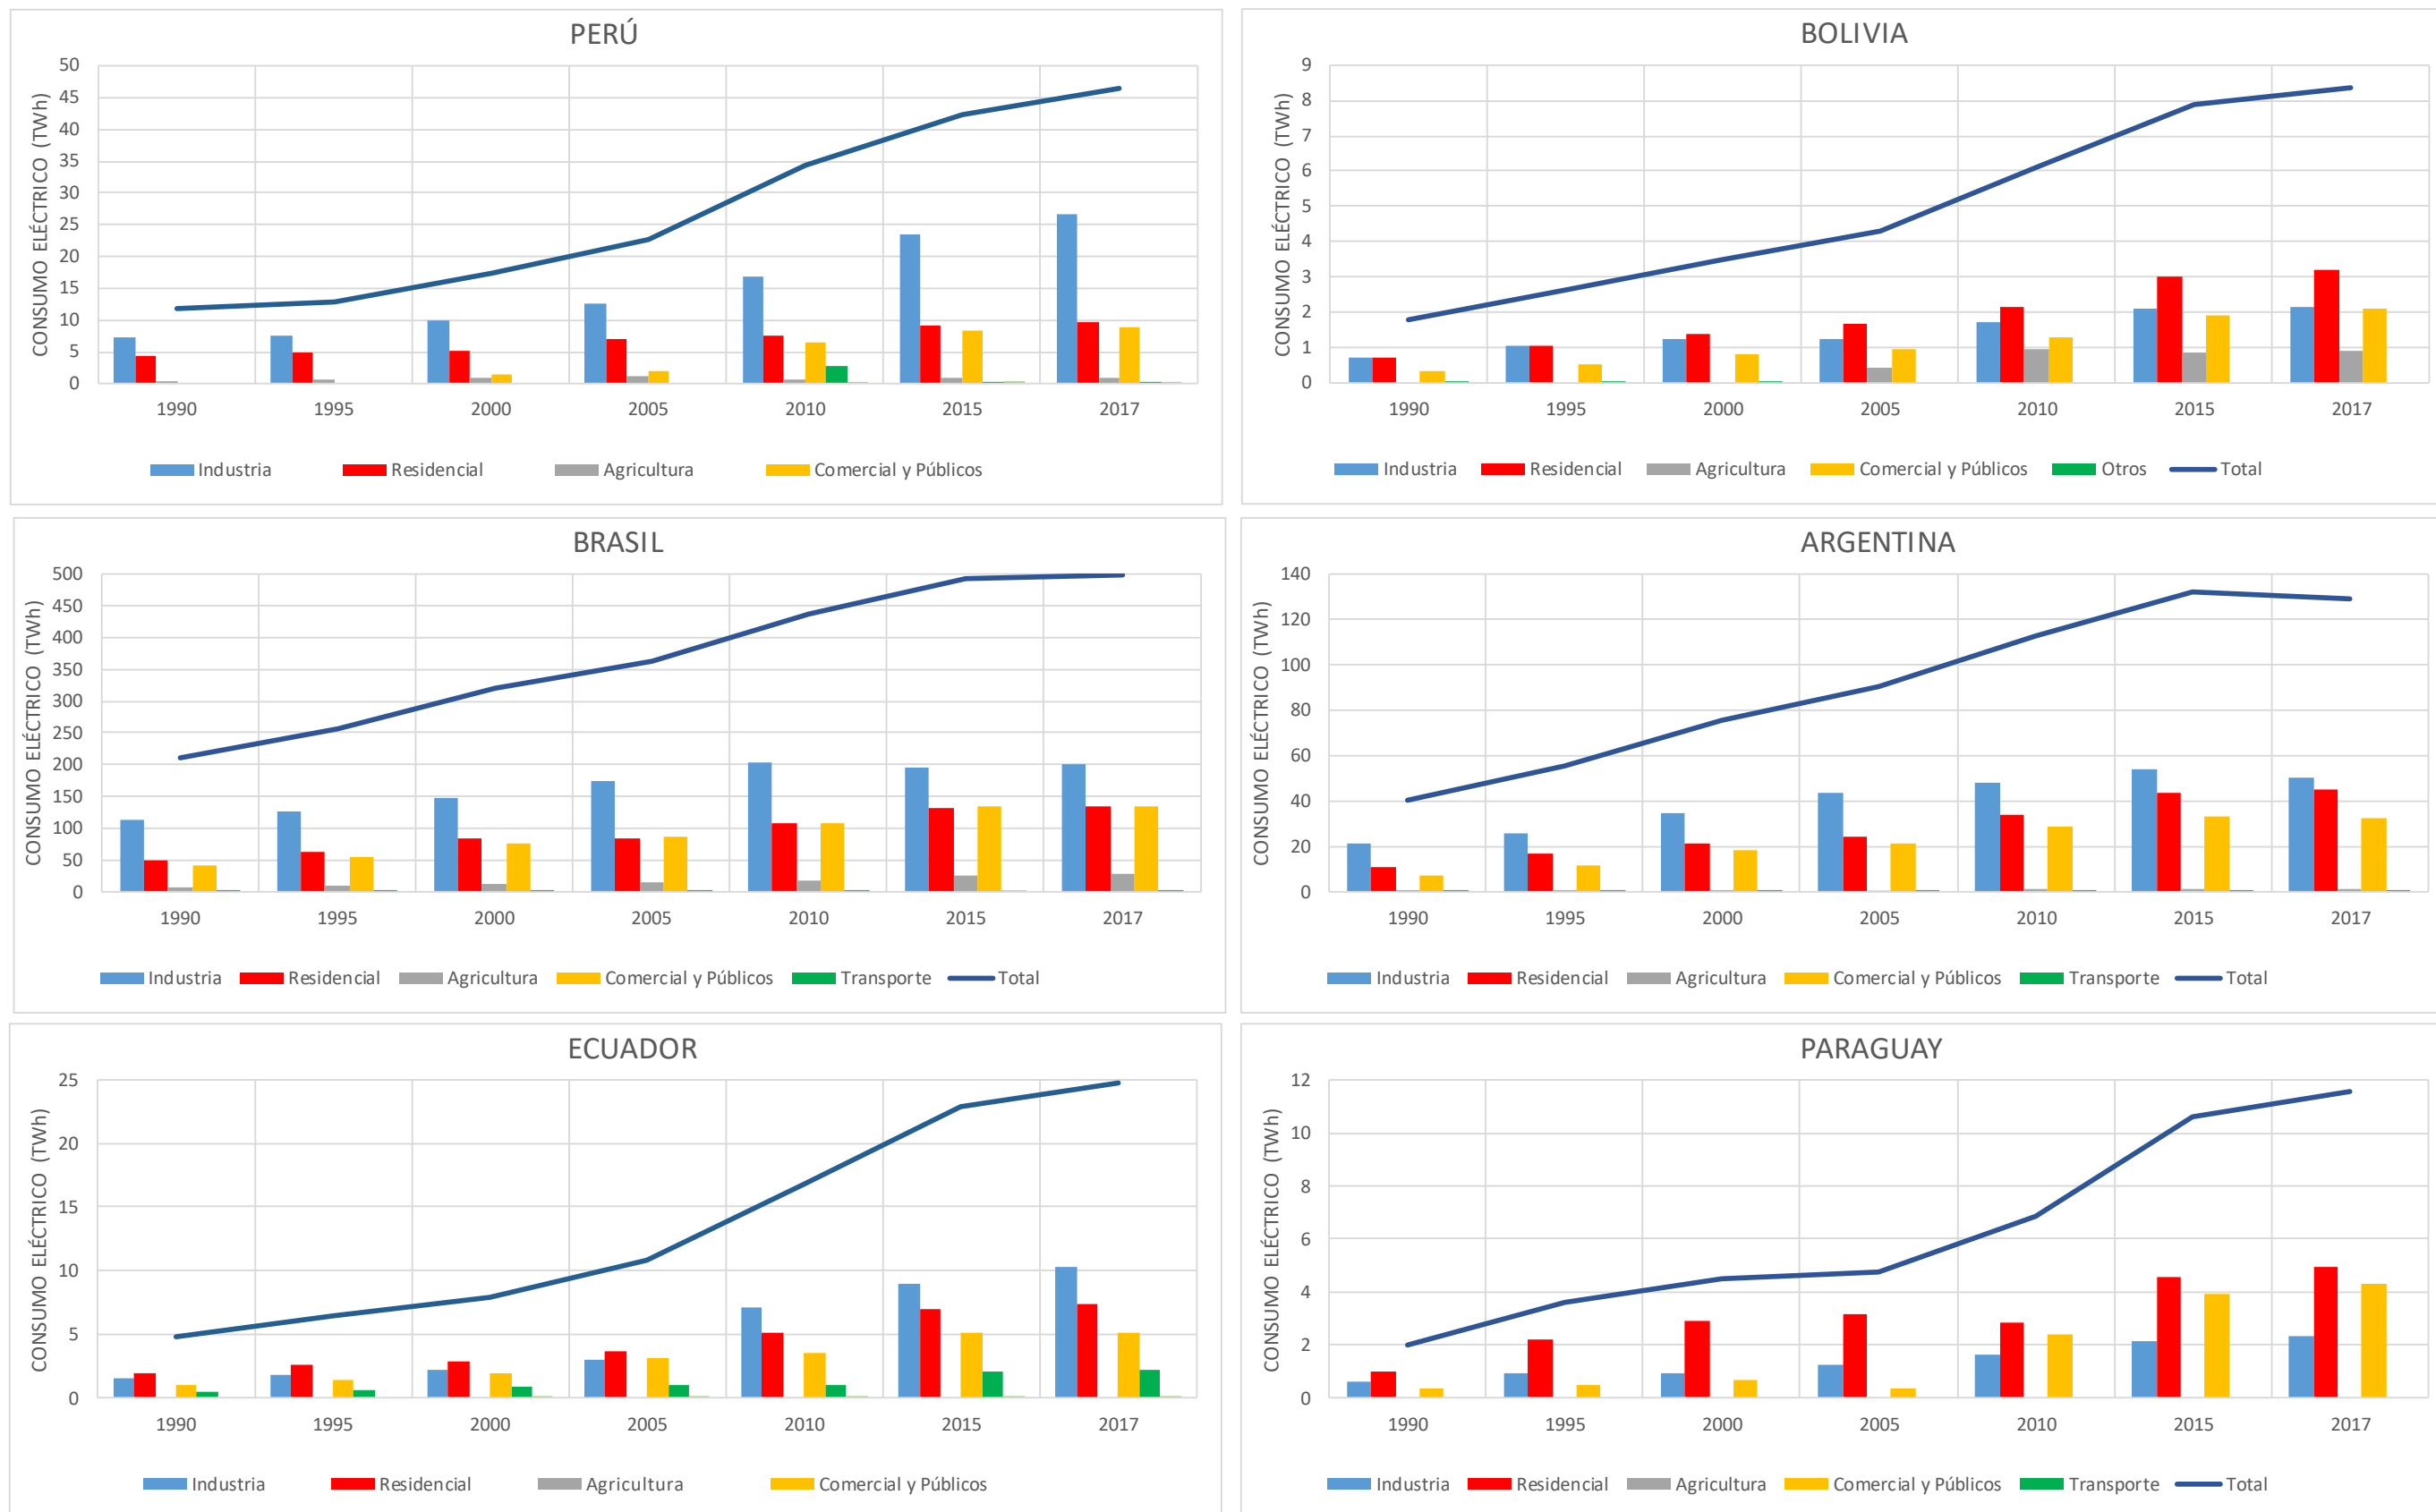 PERÚ
CONSUMO ELÉCTRICO (TWh)
50
45
40
35
30
25
20
15
10
5
0
1990 1995 2000 2005 2010 2015 2017
Industria Residencial Agricultura Comercial y Públicos
BOLIVIA
CONSUMO ELÉCTRICO (TWh)
9
8
7
6
5
4
3
2
1
0
1990 1995 2000 2005 2010 2015 2017
Industria Residencial Agricultura Comercial y Públicos Otros Total
BRASIL
CONSUMO ELÉCTRICO (TWh)
500
450
400
350
300
250
200
150
100
50
0
1990 1995 2000 2005 2010 2015 2017
Industria Residencial Agricultura Comercial y Públicos Transporte Total
ARGENTINA
CONSUMO ELÉCTRICO (TWh)
140
120
100
80
60
40
20
0
1990 1995 2000 2005 2010 2015 2017
Industria Residencial Agricultura Comercial y Públicos Transporte Total
ECUADOR
CONSUMO ELÉCTRICO (TWh)
25
20
15
10
5
0
1990 1995 2000 2005 2010 2015 2017
Industria Residencial Agricultura Comercial y Públicos
PARAGUAY
CONSUMO ELÉCTRICO (TWh)
12
10
8
6
4
2
0
1990 1995 2000 2005 2010 2015 2017
Industria Residencial Agricultura Comercial y Públicos Transporte Total